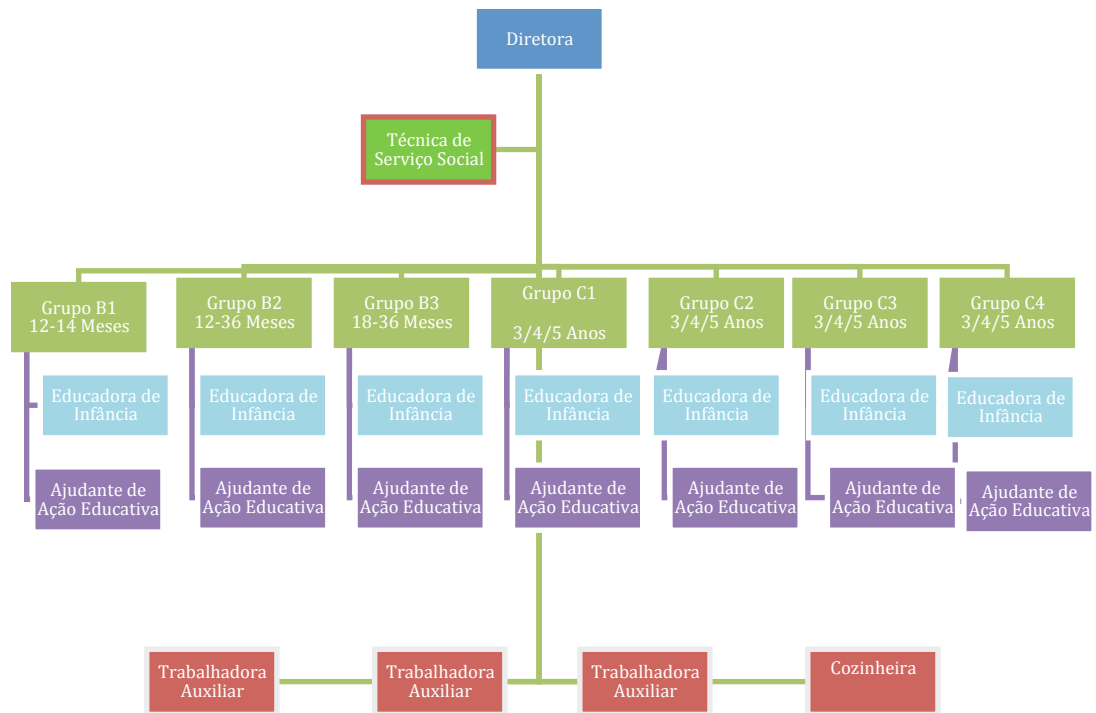 Diretora
Técnica de
Serviço Social
Grupo B1
12-14 Meses
Grupo B2
12-36 Meses
Grupo B3
18-36 Meses
Grupo C1
3/4/5 Anos
Grupo C2
3/4/5 Anos
Grupo C3
3/4/5 Anos
Grupo C4
3/4/5 Anos
Educadora de
Infância
Educadora de
Infância
Educadora de
Infância
Educadora de
Infância
Educadora de
Infância
Educadora de
Infância
Educadora de
Infância
Ajudante de
Ação Educativa
Ajudante de
Ação Educativa
Ajudante de
Ação Educativa
Ajudante de
Ação Educativa
Ajudante de
Ação Educativa
Ajudante de
Ação Educativa
Ajudante de
Ação Educativa
Trabalhadora
Auxiliar
Trabalhadora
Auxiliar
Trabalhadora
Auxiliar
Cozinheira